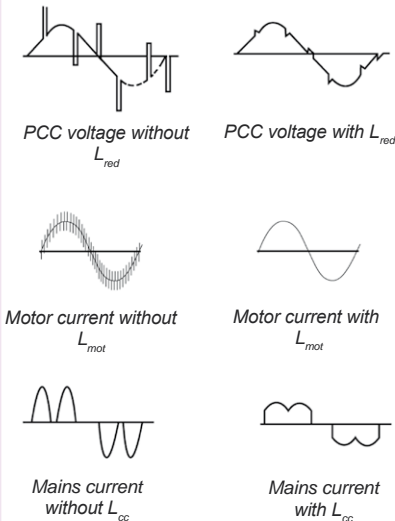 PCC voltage without
L_red
PCC voltage with L_red
Motor current without
L_mot
Motor current with
L_mot
Mains current
without L_cc
Mains current
with L_cc